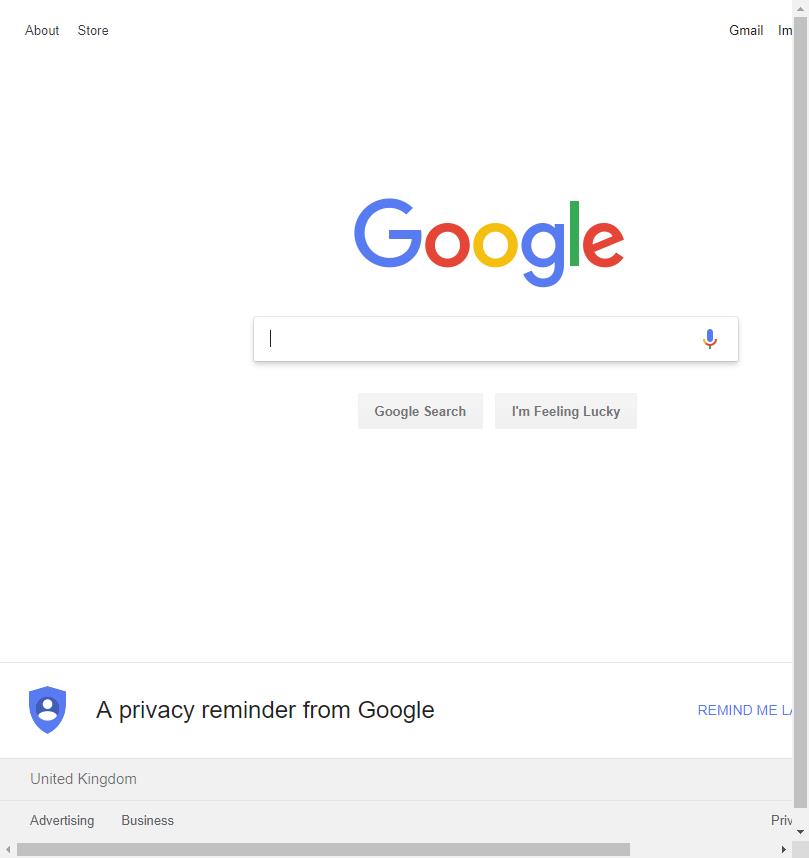 About Store Gmail Im
Google
Google Search I'm Feeling Lucky
A privacy reminder from Google REMIND ME LA
United Kingdom
Advertising Business Priv